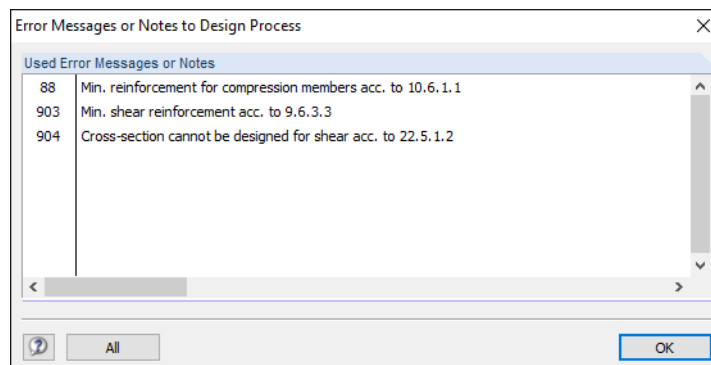 Error Messages or Notes to Design Process
Used Error Messages or Notes
88 Min. reinforcement for compression members acc. to 10.6.1.1
903 Min. shear reinforcement acc. to 9.6.3.3
904 Cross-section cannot be designed for shear acc. to 22.5.1.2
All
OK